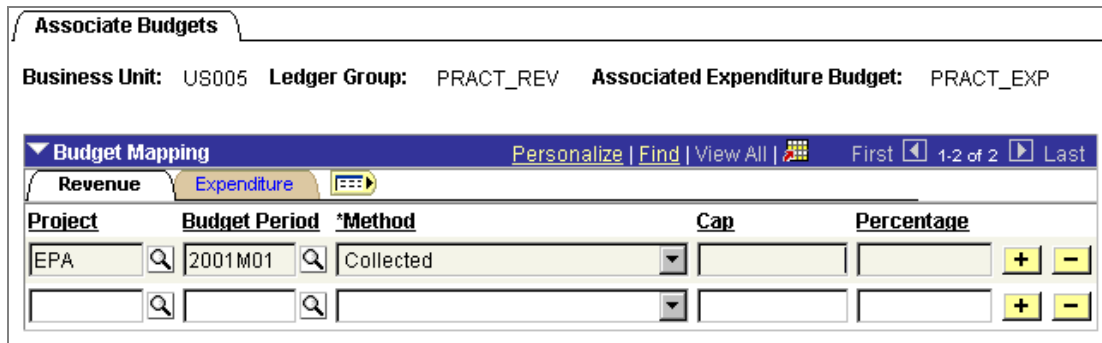 Associate Budgets
Business Unit: US005 Ledger Group: PRACT_REV Associated Expenditure Budget: PRACT_EXP
Budget Mapping Personalize | Find | View All | First 1-2 of 2 Last
Revenue Expenditure
Project Budget Period *Method Cap Percentage
EPA 2001M01 Collected + −
+ −